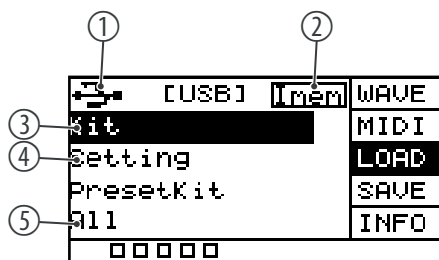 ① ②
[USB] Imem WAVE
③ Kit MIDI
④ Setting LOAD
PresetKit SAVE
⑤ All INFO